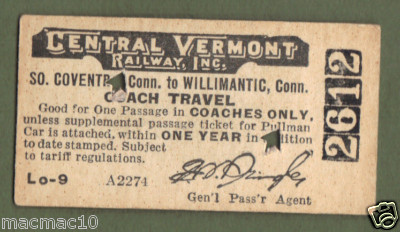 CENTRAL VERMONT
RAILWAY, INC.
SO. COVENTR Conn. to WILLIMANTIC, Conn.
COACH TRAVEL
Good for One Passage in COACHES ONLY,
unless supplemental passage ticket for Pullman
Car is attached, within ONE YEAR in dition
to date stamped. Subject
to tariff regulations.
Lo-9 A2274
Gen'l Pass'r Agent
2612
macmac10
macmac10